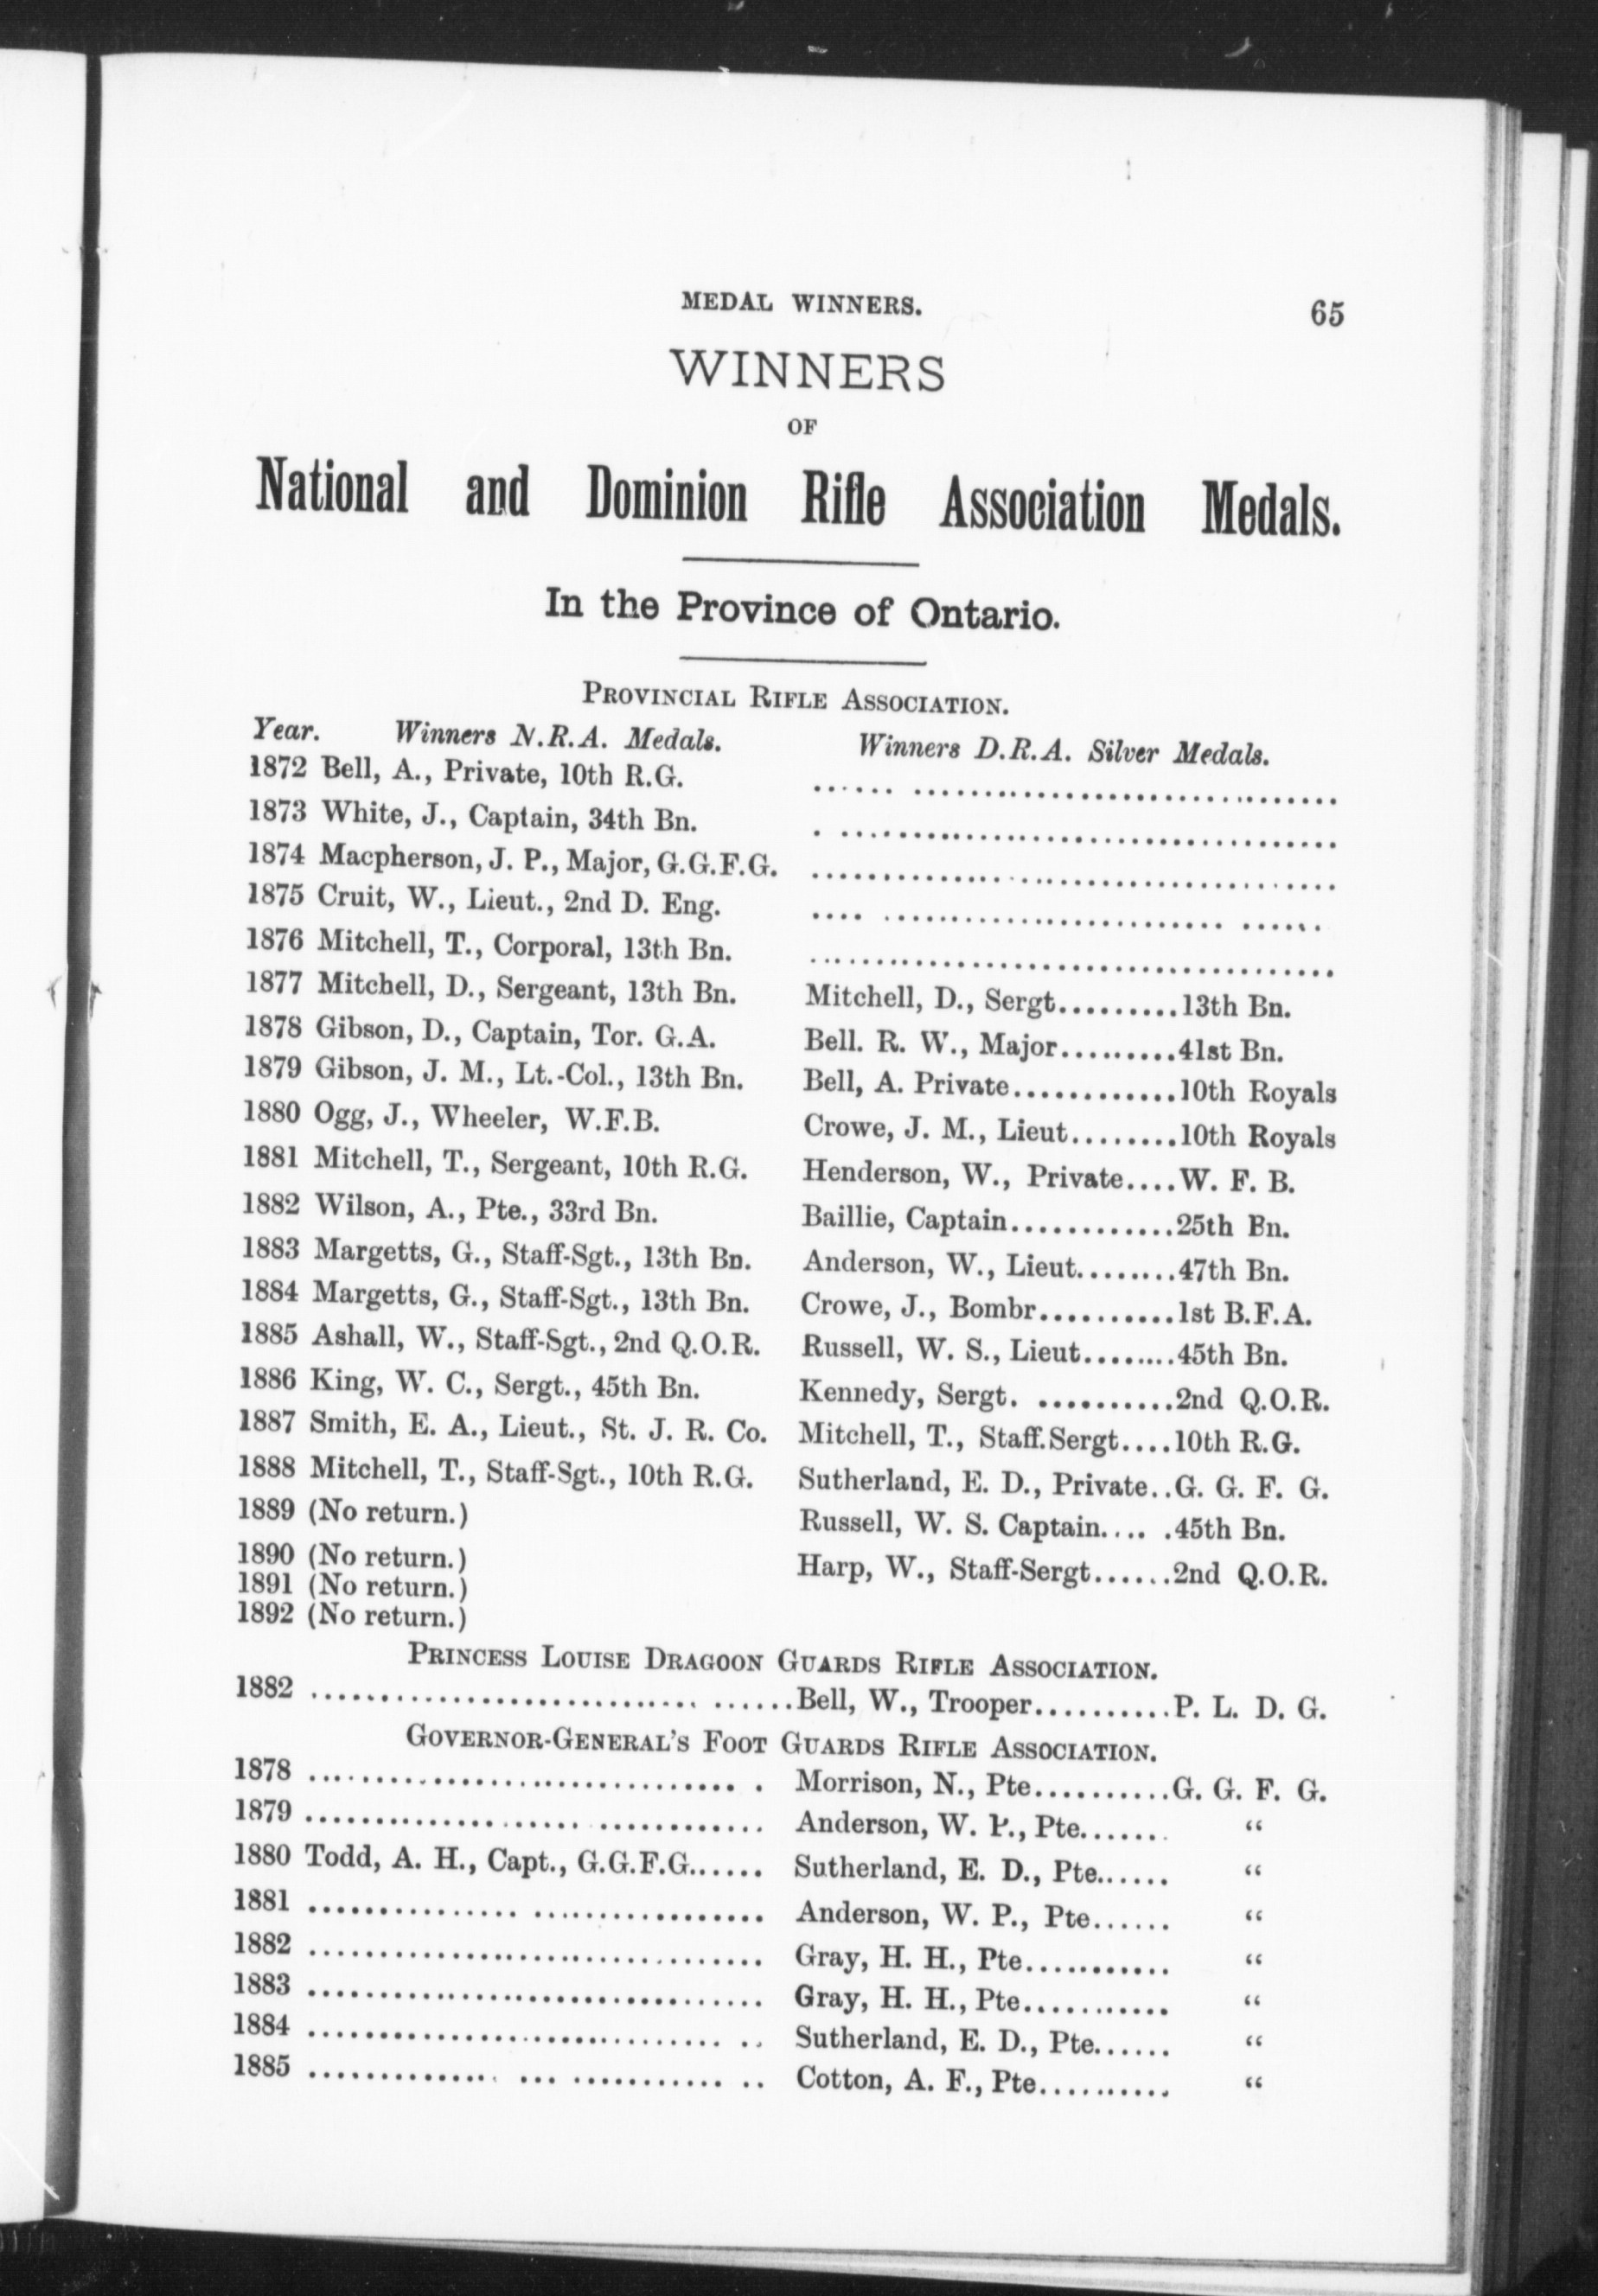 MEDAL WINNERS. 65
WINNERS
OF
National and Dominion Rifle Association Medals.
In the Province of Ontario.
PROVINCIAL RIFLE ASSOCIATION.
Year. Winners N.R.A. Medals. Winners D.R.A. Silver Medals.
1872 Bell, A., Private, 10th R.G. ......................................
1873 White, J., Captain, 34th Bn. ......................................
1874 Macpherson, J. P., Major, G.G.F.G. ......................................
1875 Cruit, W., Lieut., 2nd D. Eng. ......................................
1876 Mitchell, T., Corporal, 13th Bn. ......................................
1877 Mitchell, D., Sergeant, 13th Bn. Mitchell, D., Sergt.........13th Bn.
1878 Gibson, D., Captain, Tor. G.A. Bell. R. W., Major.........41st Bn.
1879 Gibson, J. M., Lt.-Col., 13th Bn. Bell, A. Private............10th Royals
1880 Ogg, J., Wheeler, W.F.B. Crowe, J. M., Lieut........10th Royals
1881 Mitchell, T., Sergeant, 10th R.G. Henderson, W., Private....W. F. B.
1882 Wilson, A., Pte., 33rd Bn. Baillie, Captain............25th Bn.
1883 Margetts, G., Staff-Sgt., 13th Bn. Anderson, W., Lieut........47th Bn.
1884 Margetts, G., Staff-Sgt., 13th Bn. Crowe, J., Bombr..........1st B.F.A.
1885 Ashall, W., Staff-Sgt., 2nd Q.O.R. Russell, W. S., Lieut........45th Bn.
1886 King, W. C., Sergt., 45th Bn. Kennedy, Sergt. ..........2nd Q.O.R.
1887 Smith, E. A., Lieut., St. J. R. Co. Mitchell, T., Staff.Sergt....10th R.G.
1888 Mitchell, T., Staff-Sgt., 10th R.G. Sutherland, E. D., Private..G. G. F. G.
1889 (No return.) Russell, W. S. Captain.... .45th Bn.
1890 (No return.) Harp, W., Staff-Sergt......2nd Q.O.R.
1891 (No return.)
1892 (No return.)
PRINCESS LOUISE DRAGOON GUARDS RIFLE ASSOCIATION.
1882 ............................ ......Bell, W., Trooper..........P. L. D. G.
GOVERNOR-GENERAL'S FOOT GUARDS RIFLE ASSOCIATION.
1878 ................................ . Morrison, N., Pte..........G. G. F. G.
1879 ................................ Anderson, W. P., Pte....... "
1880 Todd, A. H., Capt., G.G.F.G...... Sutherland, E. D., Pte...... "
1881 ............... ................. Anderson, W. P., Pte...... "
1882 ................................ Gray, H. H., Pte........... "
1883 ................................ Gray, H. H., Pte........... "
1884 ............................. .. Sutherland, E. D., Pte...... "
1885 .............. ... ........... .. Cotton, A. F., Pte.......... "